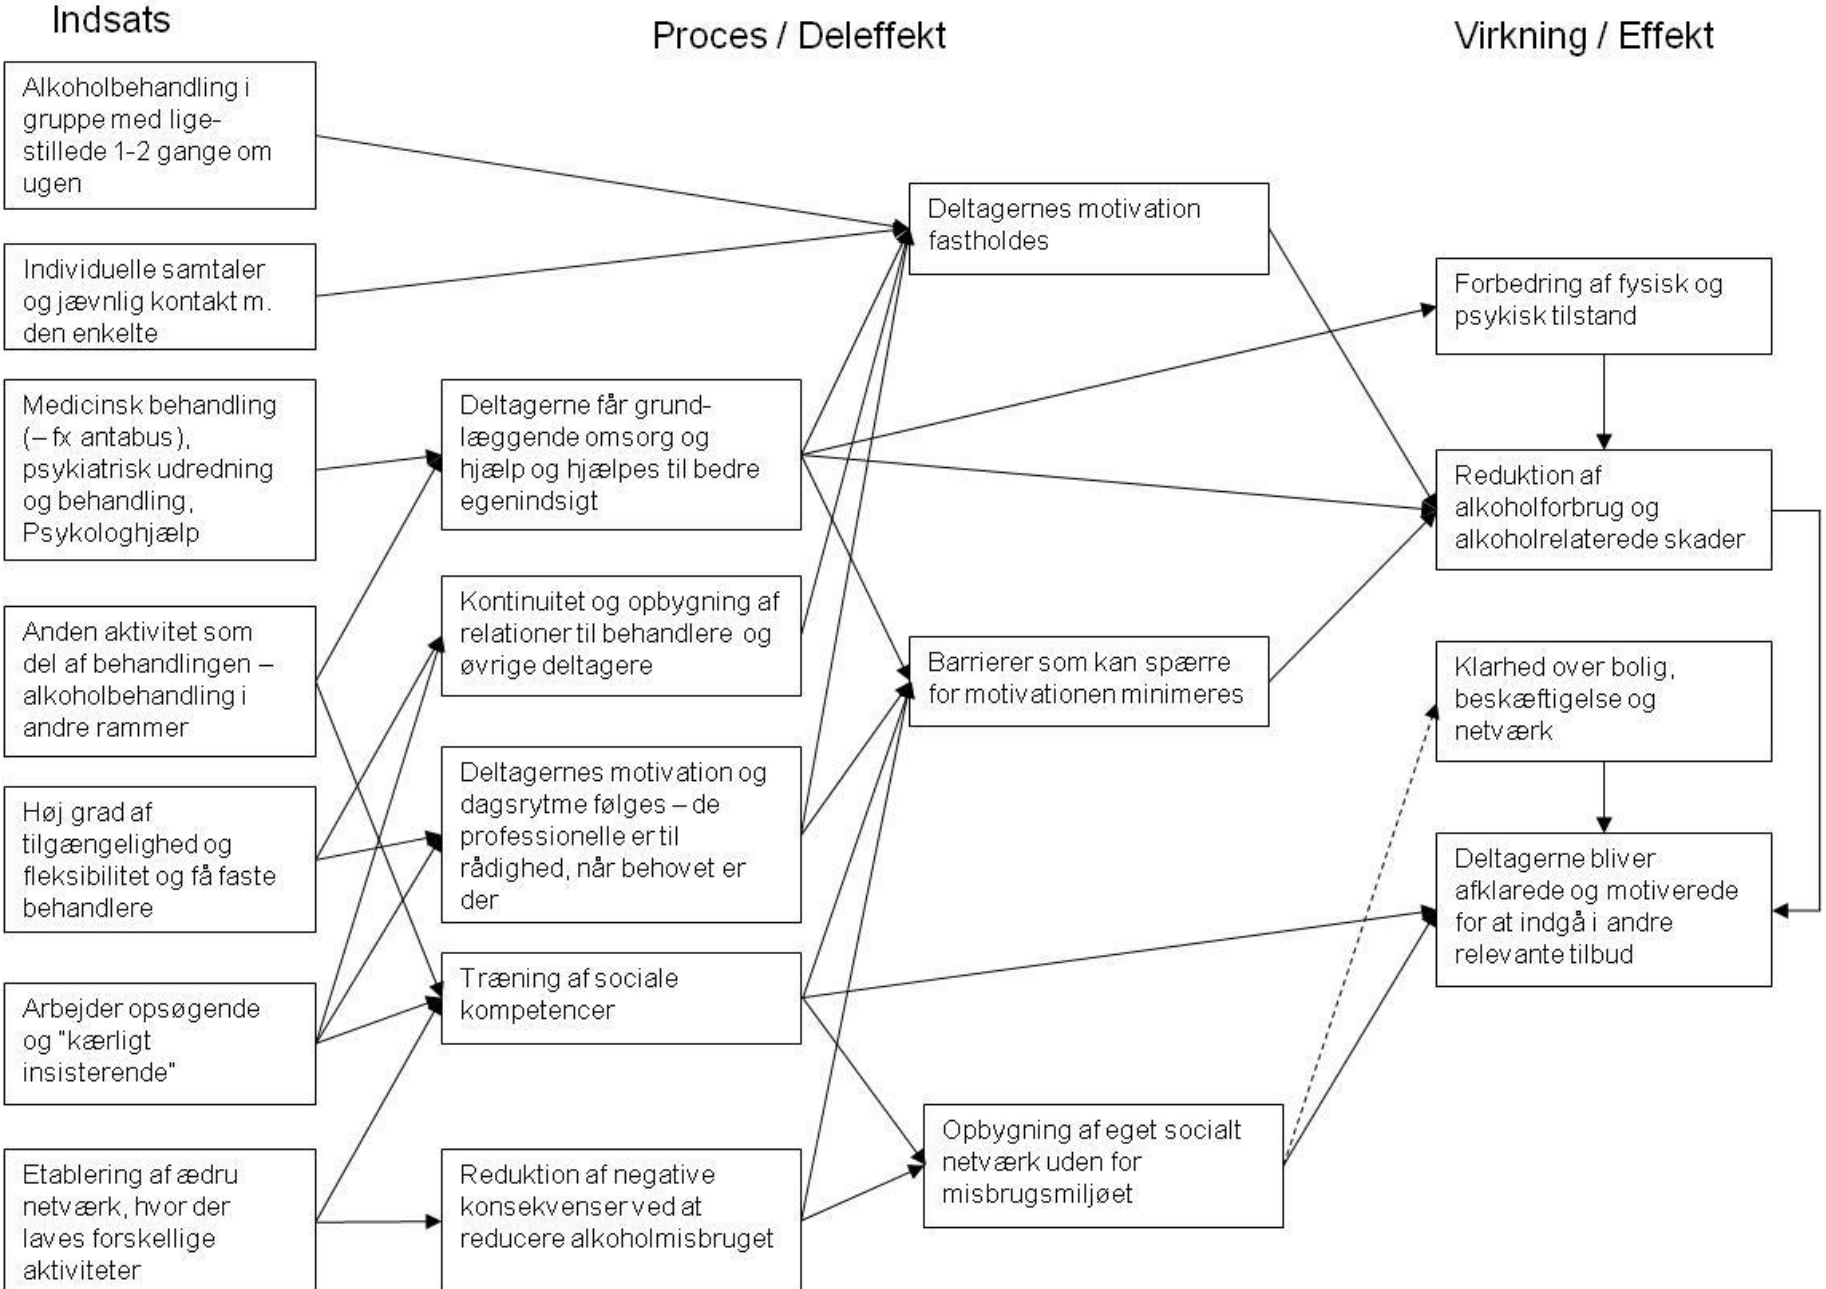 Indsats
Proces / Deleffekt
Virkning / Effekt
Alkoholbehandling i
gruppe med lige-
stillede 1-2 gange om
ugen
Individuelle samtaler
og jævnlig kontakt m.
den enkelte
Medicinsk behandling
(– fx antabus),
psykiatrisk udredning
og behandling,
Psykologhjælp
Anden aktivitet som
del af behandlingen –
alkoholbehandling i
andre rammer
Høj grad af
tilgængelighed og
fleksibilitet og få faste
behandlere
Arbejder opsøgende
og "kærligt
insisterende"
Etablering af ædru
netværk, hvor der
laves forskellige
aktiviteter
Deltagerne får grund-
læggende omsorg og
hjælp og hjælpes til bedre
egenindsigt
Kontinuitet og opbygning af
relationer til behandlere og
øvrige deltagere
Deltagernes motivation og
dagsrytme følges – de
professionelle er til
rådighed, når behovet er
der
Træning af sociale
kompetencer
Reduktion af negative
konsekvenser ved at
reducere alkoholmisbruget
Deltagernes motivation
fastholdes
Barrierer som kan spærre
for motivationen minimeres
Opbygning af eget socialt
netværk uden for
misbrugsmiljøet
Forbedring af fysisk og
psykisk tilstand
Reduktion af
alkoholforbrug og
alkoholrelaterede skader
Klarhed over bolig,
beskæftigelse og
netværk
Deltagerne bliver
afklarede og motiverede
for at indgå i andre
relevante tilbud